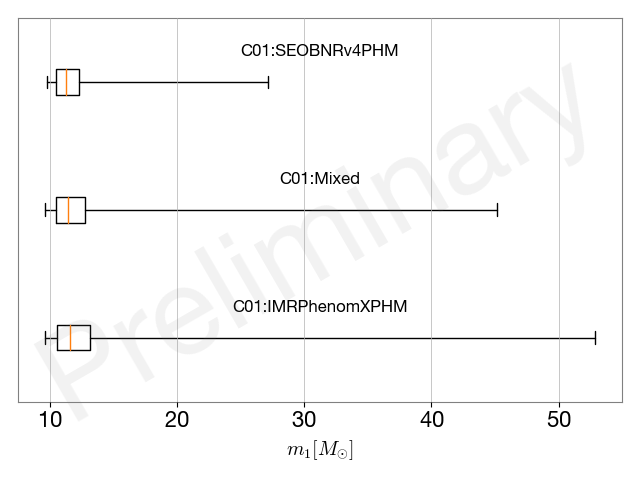 C01:SEOBNRv4PHM
C01:Mixed
C01:IMRPhenomXPHM
Preliminary
10 20 30 40 50
m₁[M☉]